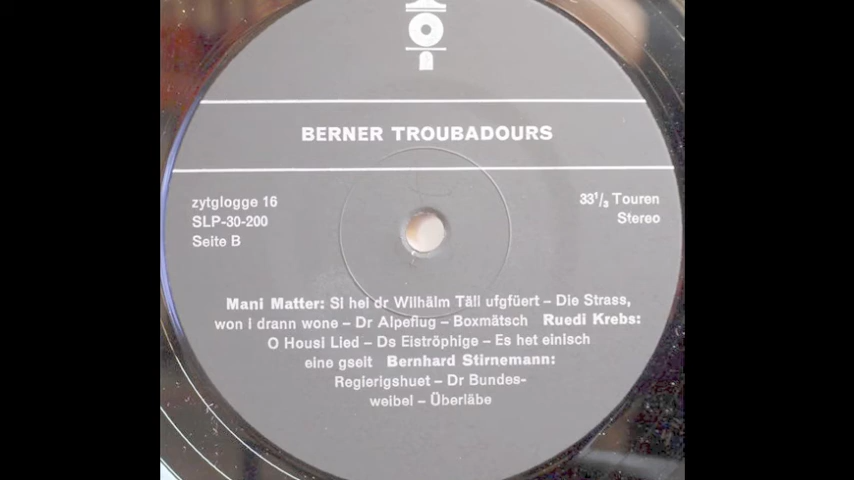 BERNER TROUBADOURS
zytglogge 16
SLP-30-200
Seite B
33⅓ Touren
Stereo
Mani Matter: Si hei dr Wilhälm Täll ufgfüert – Die Strass,
won i drann wone – Dr Alpeflug – Boxmätsch Ruedi Krebs:
O Housi Lied – Ds Eiströphige – Es het einisch
eine gseit Bernhard Stirnemann:
Regierigshuet – Dr Bundes-
weibel – Überläbe